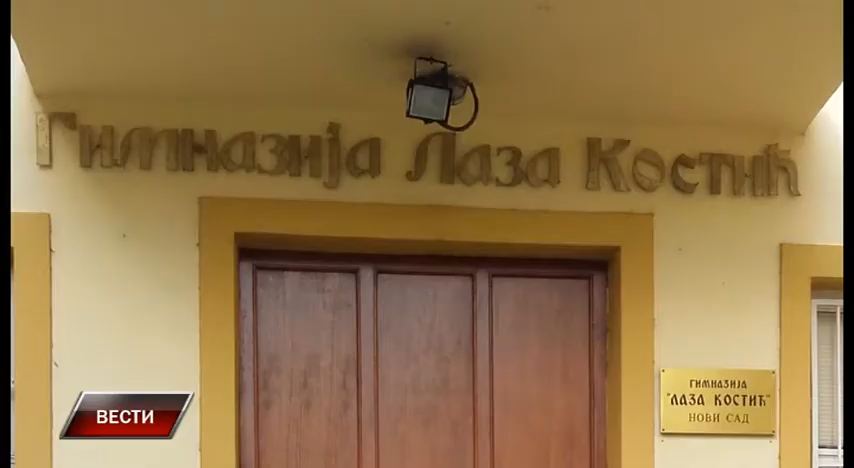 Гимназија Лаза Костић
ГИМНАЗИЈА
"ЛАЗА КОСТИЋ"
НОВИ САД
ВЕСТИ